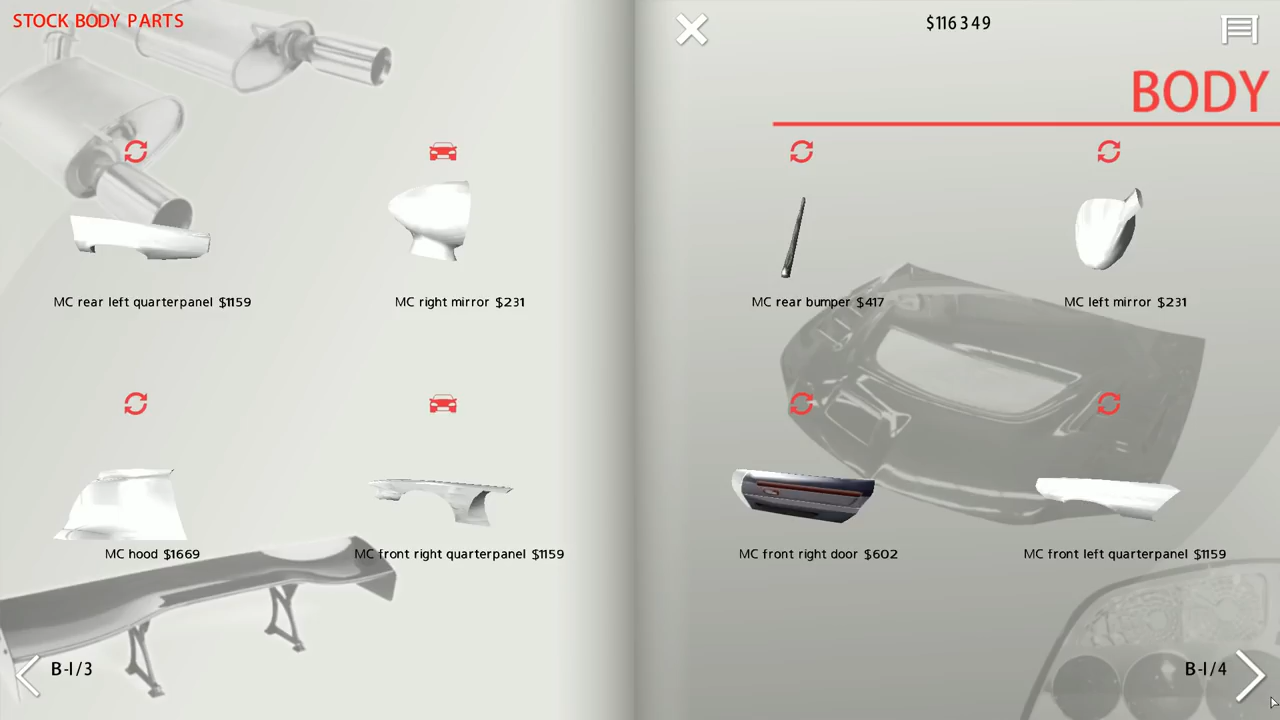 STOCK BODY PARTS
$116349
BODY
MC rear left quarterpanel $1159
MC right mirror $231
MC rear bumper $417
MC left mirror $231
MC hood $1669
MC front right quarterpanel $1159
MC front right door $602
MC front left quarterpanel $1159
B-1/3
B-1/4